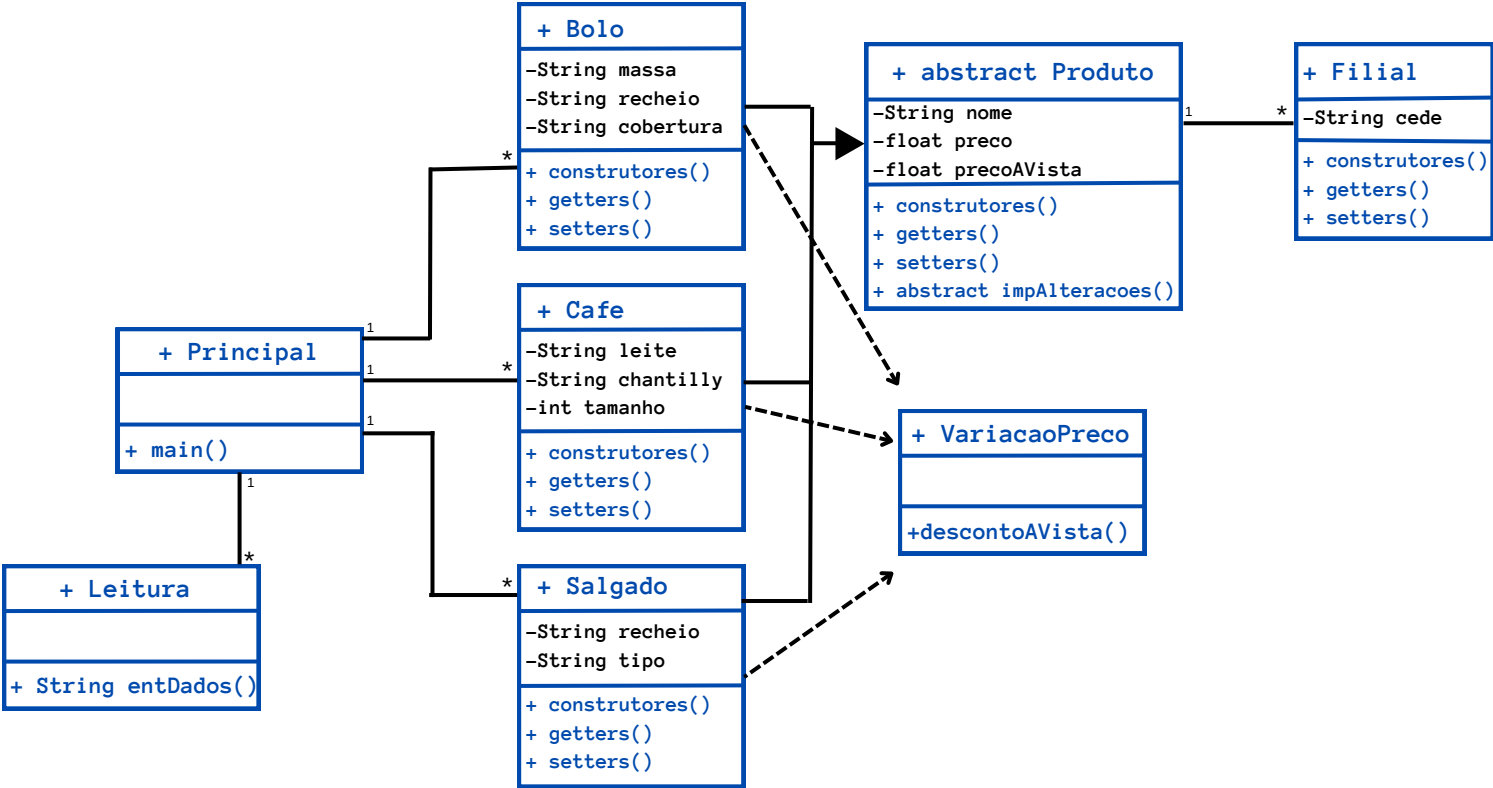 + Bolo
-String massa
-String recheio
-String cobertura
+ construtores()
+ getters()
+ setters()
+ abstract Produto
-String nome
-float preco
-float precoAVista
+ construtores()
+ getters()
+ setters()
+ abstract impAlteracoes()
1
*
+ Filial
-String cede
+ construtores()
+ getters()
+ setters()
+ Cafe
-String leite
-String chantilly
-int tamanho
+ construtores()
+ getters()
+ setters()
+ Principal
+ main()
1
*
1
*
1
*
1
*
+ VariacaoPreco
+descontoAVista()
+ Leitura
+ String entDados()
+ Salgado
-String recheio
-String tipo
+ construtores()
+ getters()
+ setters()